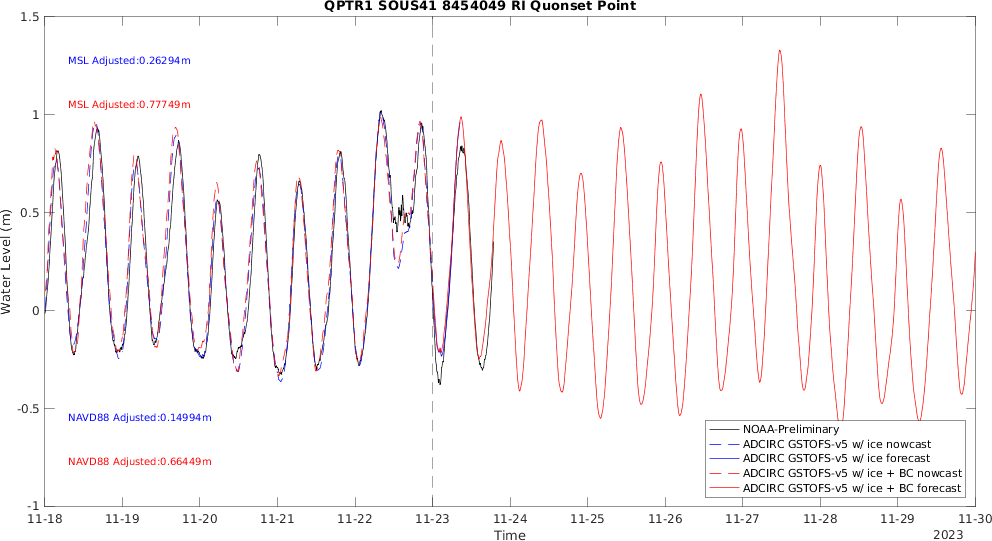 QPTR1 SOUS41 8454049 RI Quonset Point
1.5
1
0.5
0
-0.5
-1
Water Level (m)
MSL Adjusted:0.26294m
MSL Adjusted:0.77749m
NAVD88 Adjusted:0.14994m
NAVD88 Adjusted:0.66449m
NOAA-Preliminary
ADCIRC GSTOFS-v5 w/ ice nowcast
ADCIRC GSTOFS-v5 w/ ice forecast
ADCIRC GSTOFS-v5 w/ ice + BC nowcast
ADCIRC GSTOFS-v5 w/ ice + BC forecast
11-18 11-19 11-20 11-21 11-22 11-23 11-24 11-25 11-26 11-27 11-28 11-29 11-30
Time
2023